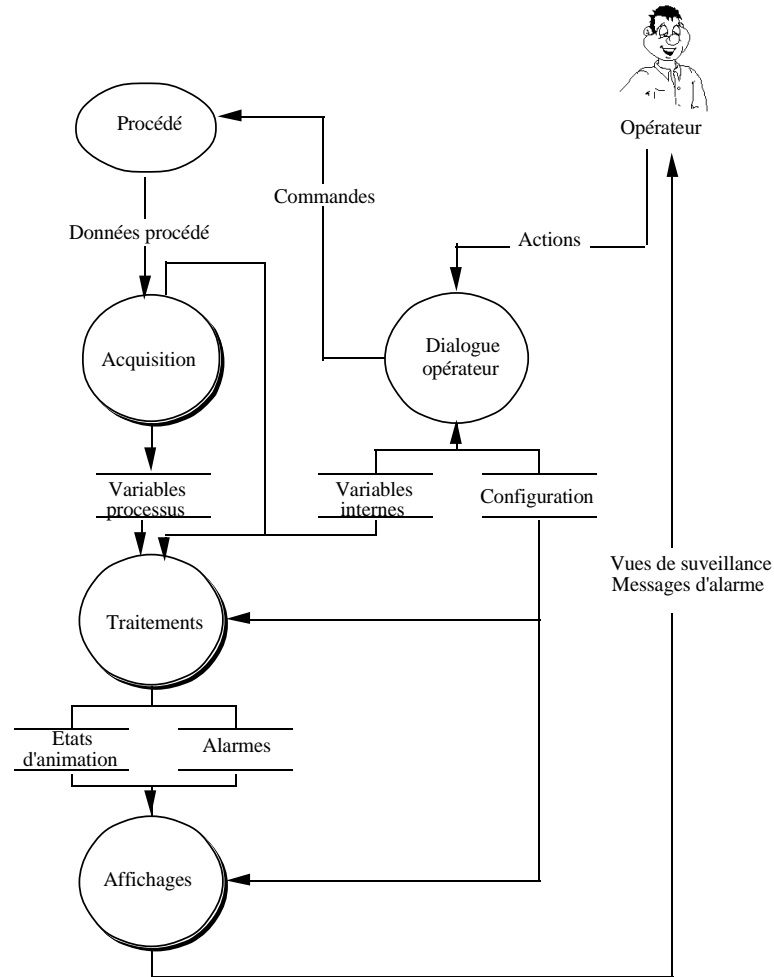 Procédé
Opérateur
Commandes
Données procédé
Actions
Acquisition
Dialogue
opérateur
Variables
processus
Variables
internes
Configuration
Vues de suveillance
Messages d'alarme
Traitements
Etats
d'animation
Alarmes
Affichages